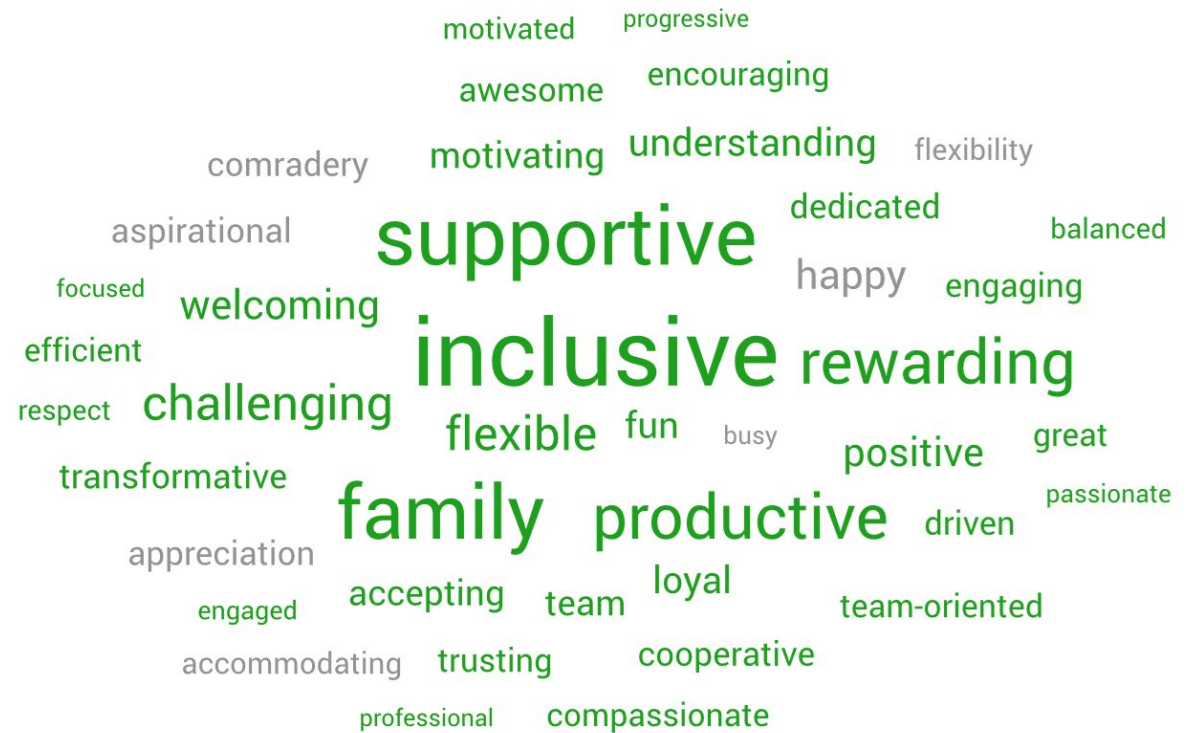 motivated progressive
awesome encouraging
comradery motivating understanding flexibility
aspirational supportive dedicated balanced
focused welcoming happy engaging
efficient inclusive rewarding
respect challenging flexible fun busy positive great
transformative family productive driven passionate
appreciation accepting team loyal team-oriented
engaged
accommodating trusting cooperative
professional compassionate